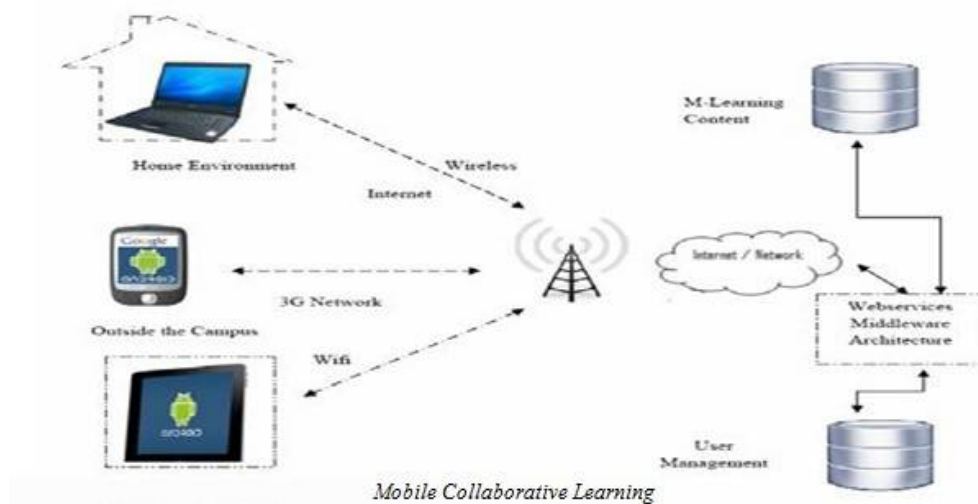 M-Learning
Content
Home Environment
Wireless
Internet
Google
Internet / Network
3G Network
Outside the Campus
Webservices
Middleware
Architecture
Wifi
User
Management
Mobile Collaborative Learning